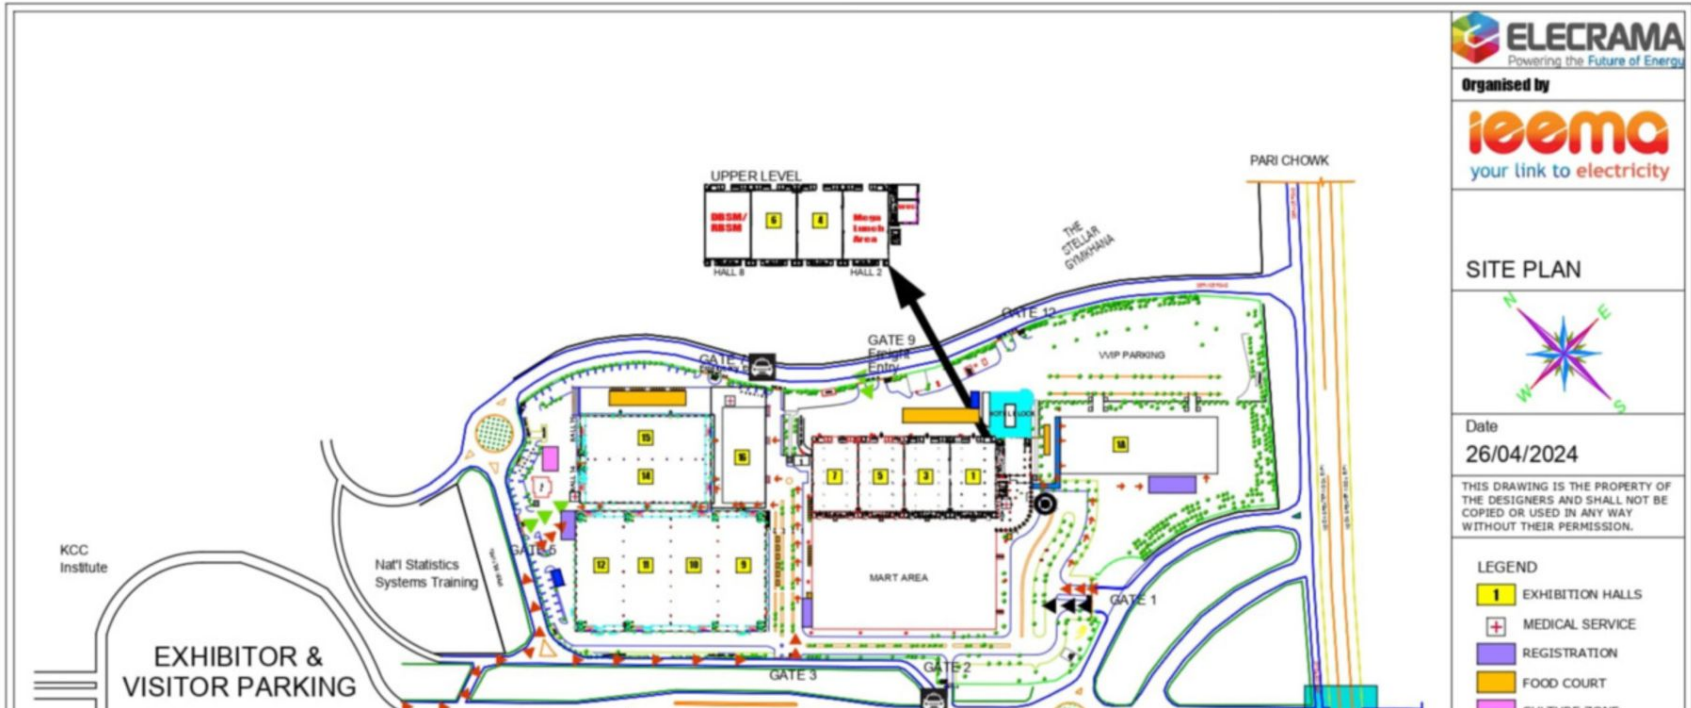 ELECRAMA
Powering the Future of Energy
Organised by
ieema
your link to electricity
SITE PLAN
N
E
W
S
Date
26/04/2024
THIS DRAWING IS THE PROPERTY OF
THE DESIGNERS AND SHALL NOT BE
COPIED OR USED IN ANY WAY
WITHOUT THEIR PERMISSION.
LEGEND
1 EXHIBITION HALLS
MEDICAL SERVICE
REGISTRATION
FOOD COURT
PARI CHOWK
UPPER LEVEL
6
4
Mega
Lunch
Area
HALL 8
HALL 2
THE
STELLAR
GYMKHANA
GATE 12
GATE 9
Freight
Entry
GATE 7
VVIP PARKING
15
14
16
7
5
3
1
1A
12
11
10
9
MART AREA
GATE 5
GATE 1
GATE 2
GATE 3
KCC
Institute
Nat'l Statistics
Systems Training
EXHIBITOR &
VISITOR PARKING